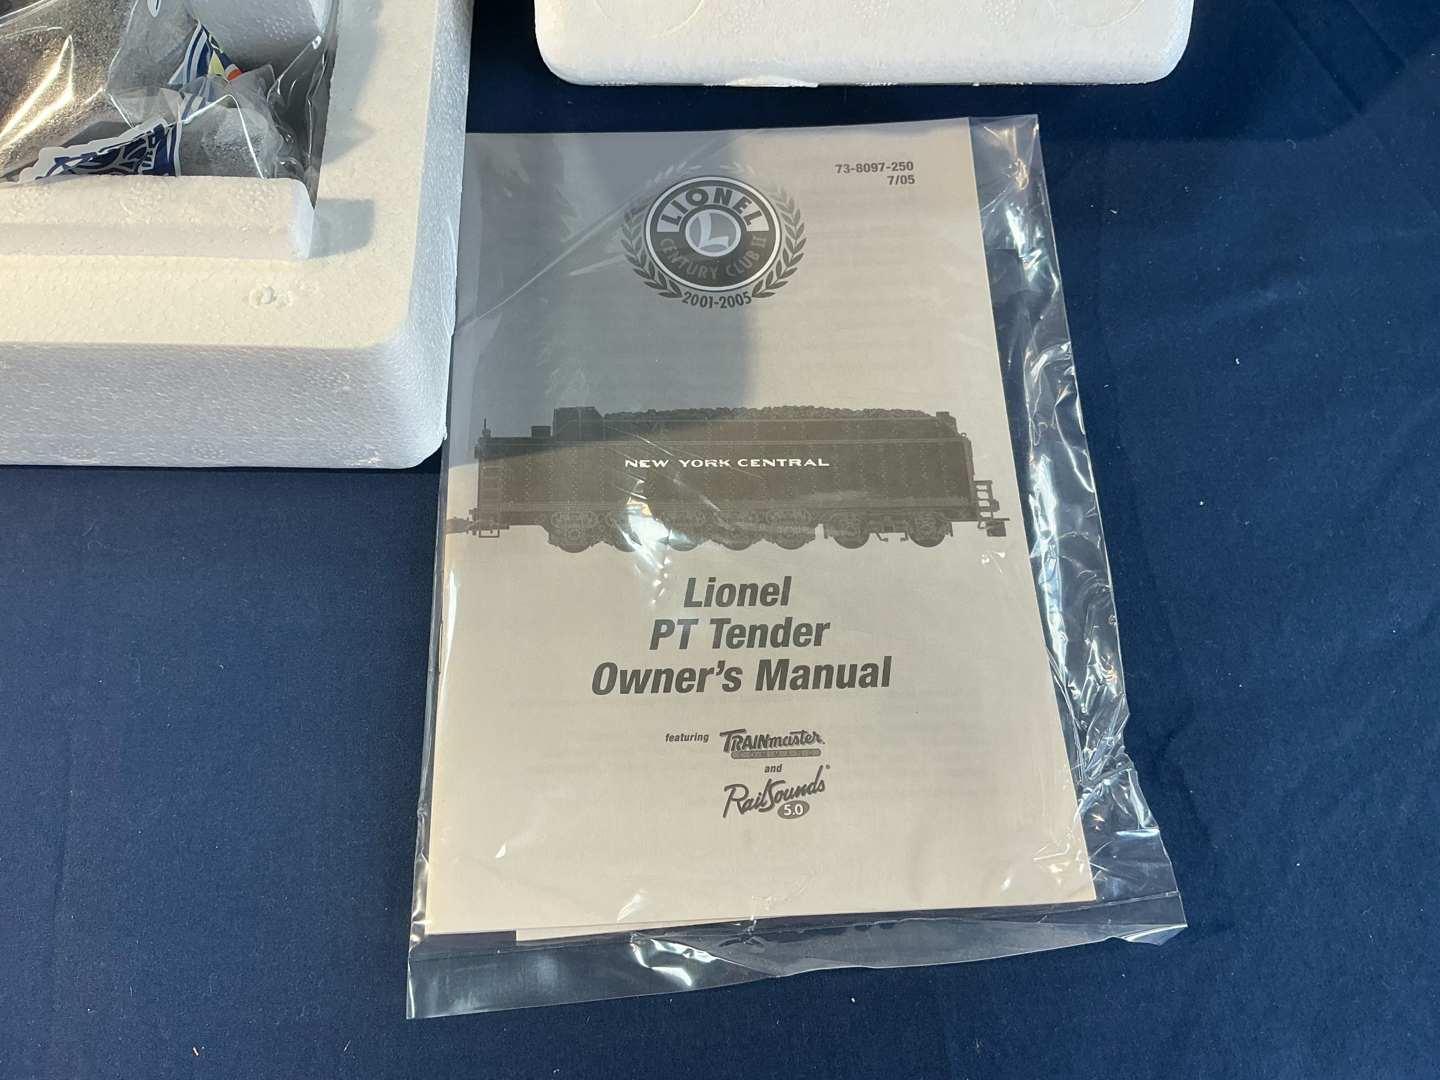 73-8097-250
7/05
LIONEL
L
CENTURY CLUB II
2001-2005
NEW YORK CENTRAL
Lionel
PT Tender
Owner's Manual
featuring TRAINmaster
COMMAND
and
RailSounds®
5.0